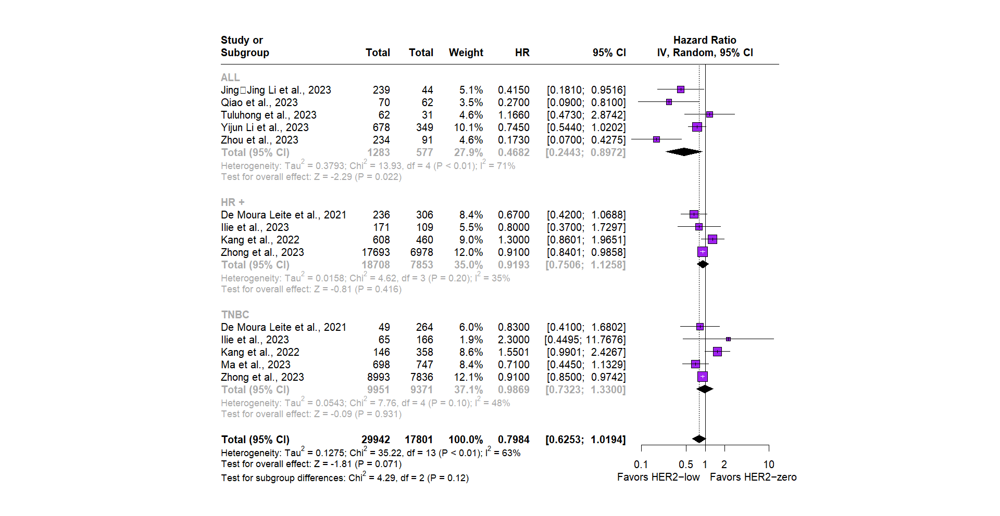 Study or Hazard Ratio
Subgroup Total Total Weight HR 95% CI IV, Random, 95% CI
ALL
Jing□Jing Li et al., 2023 239 44 5.1% 0.4150 [0.1810; 0.9516]
Qiao et al., 2023 70 62 3.5% 0.2700 [0.0900; 0.8100]
Tuluhong et al., 2023 62 31 4.6% 1.1660 [0.4730; 2.8742]
Yijun Li et al., 2023 678 349 10.1% 0.7450 [0.5440; 1.0202]
Zhou et al., 2023 234 91 4.6% 0.1730 [0.0700; 0.4275]
Total (95% CI) 1283 577 27.9% 0.4682 [0.2443; 0.8972]
Heterogeneity: Tau² = 0.3793; Chi² = 13.93, df = 4 (P < 0.01); I² = 71%
Test for overall effect: Z = -2.29 (P = 0.022)
HR +
De Moura Leite et al., 2021 236 306 8.4% 0.6700 [0.4200; 1.0688]
Ilie et al., 2023 171 109 5.5% 0.8000 [0.3700; 1.7297]
Kang et al., 2022 608 460 9.0% 1.3000 [0.8601; 1.9651]
Zhong et al., 2023 17693 6978 12.0% 0.9100 [0.8401; 0.9858]
Total (95% CI) 18708 7853 35.0% 0.9193 [0.7506; 1.1258]
Heterogeneity: Tau² = 0.0158; Chi² = 4.62, df = 3 (P = 0.20); I² = 35%
Test for overall effect: Z = -0.81 (P = 0.416)
TNBC
De Moura Leite et al., 2021 49 264 6.0% 0.8300 [0.4100; 1.6802]
Ilie et al., 2023 65 166 1.9% 2.3000 [0.4495; 11.7676]
Kang et al., 2022 146 358 8.6% 1.5501 [0.9901; 2.4267]
Ma et al., 2023 698 747 8.4% 0.7100 [0.4450; 1.1329]
Zhong et al., 2023 8993 7836 12.1% 0.9100 [0.8500; 0.9742]
Total (95% CI) 9951 9371 37.1% 0.9869 [0.7323; 1.3300]
Heterogeneity: Tau² = 0.0543; Chi² = 7.76, df = 4 (P = 0.10); I² = 48%
Test for overall effect: Z = -0.09 (P = 0.931)
Total (95% CI) 29942 17801 100.0% 0.7984 [0.6253; 1.0194]
Heterogeneity: Tau² = 0.1275; Chi² = 35.22, df = 13 (P < 0.01); I² = 63%
Test for overall effect: Z = -1.81 (P = 0.071)
Test for subgroup differences: Chi² = 4.29, df = 2 (P = 0.12)
0.1 0.5 1 2 10
Favors HER2−low Favors HER2−zero